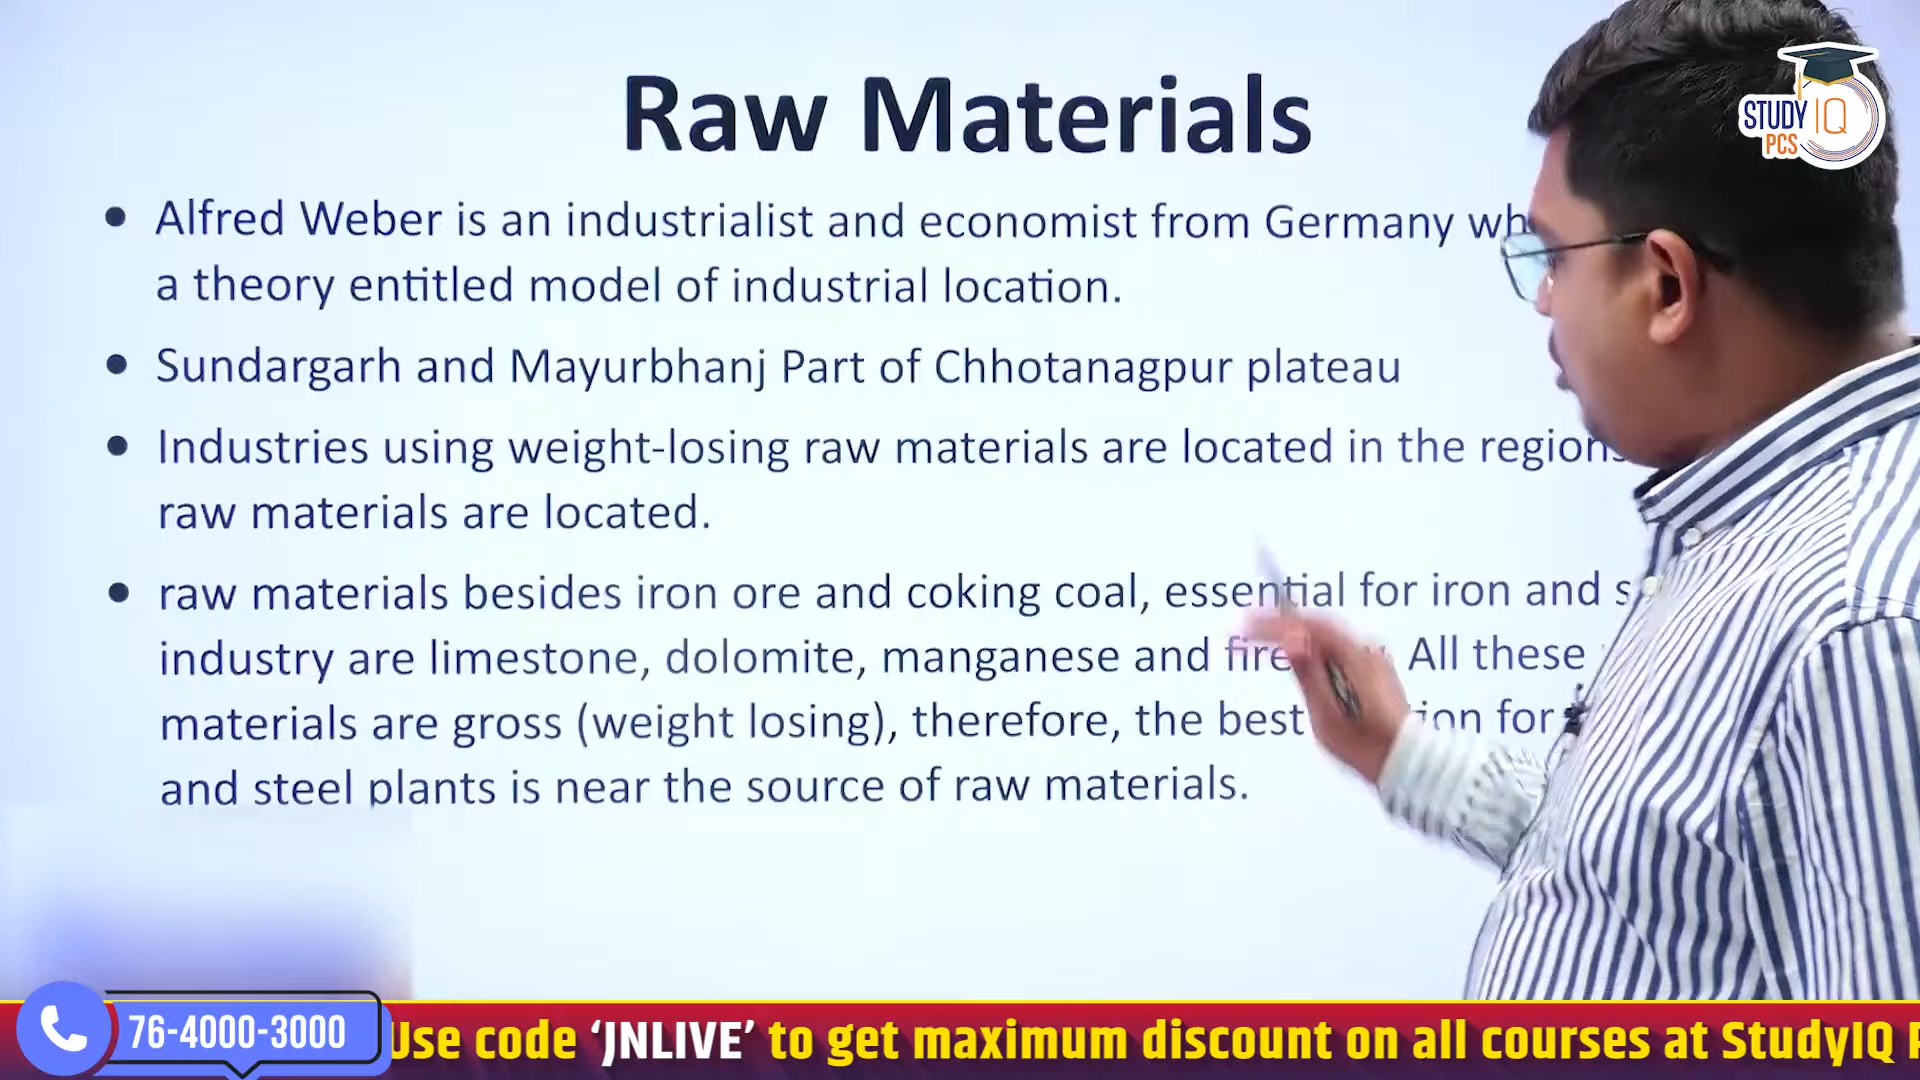 Raw Materials
STUDY IQ
PCS
• Alfred Weber is an industrialist and economist from Germany
a theory entitled model of industrial location.
• Sundargarh and Mayurbhanj Part of Chhotanagpur plateau
• Industries using weight-losing raw materials are located in the regions
raw materials are located.
• raw materials besides iron ore and coking coal, essential for iron and
industry are limestone, dolomite, manganese and All these
materials are gross (weight losing), therefore, the best for
and steel plants is near the source of raw materials.
76-4000-3000
Use code ‘JNLIVE’ to get maximum discount on all courses at StudyIQ